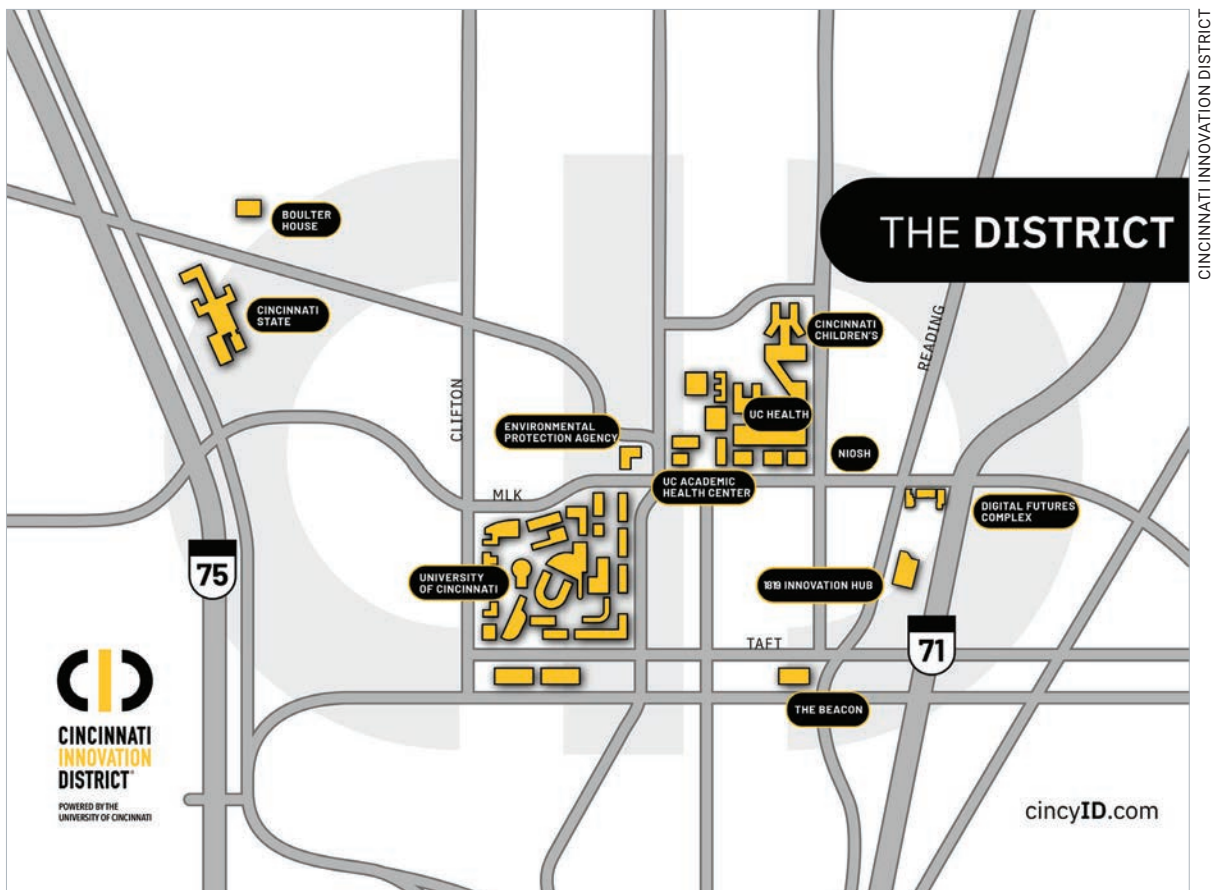 CINCINNATI INNOVATION DISTRICT
THE DISTRICT
BOULTER
HOUSE
CINCINNATI
STATE
CINCINNATI
CHILDREN'S
READING
CLIFTON
UC HEALTH
ENVIRONMENTAL
PROTECTION AGENCY
NIOSH
UC ACADEMIC
HEALTH CENTER
MLK
DIGITAL FUTURES
COMPLEX
75
UNIVERSITY
OF CINCINNATI
1819 INNOVATION HUB
TAFT
71
THE BEACON
CINCINNATI
INNOVATION
DISTRICT®
POWERED BY THE
UNIVERSITY OF CINCINNATI
cincyID.com